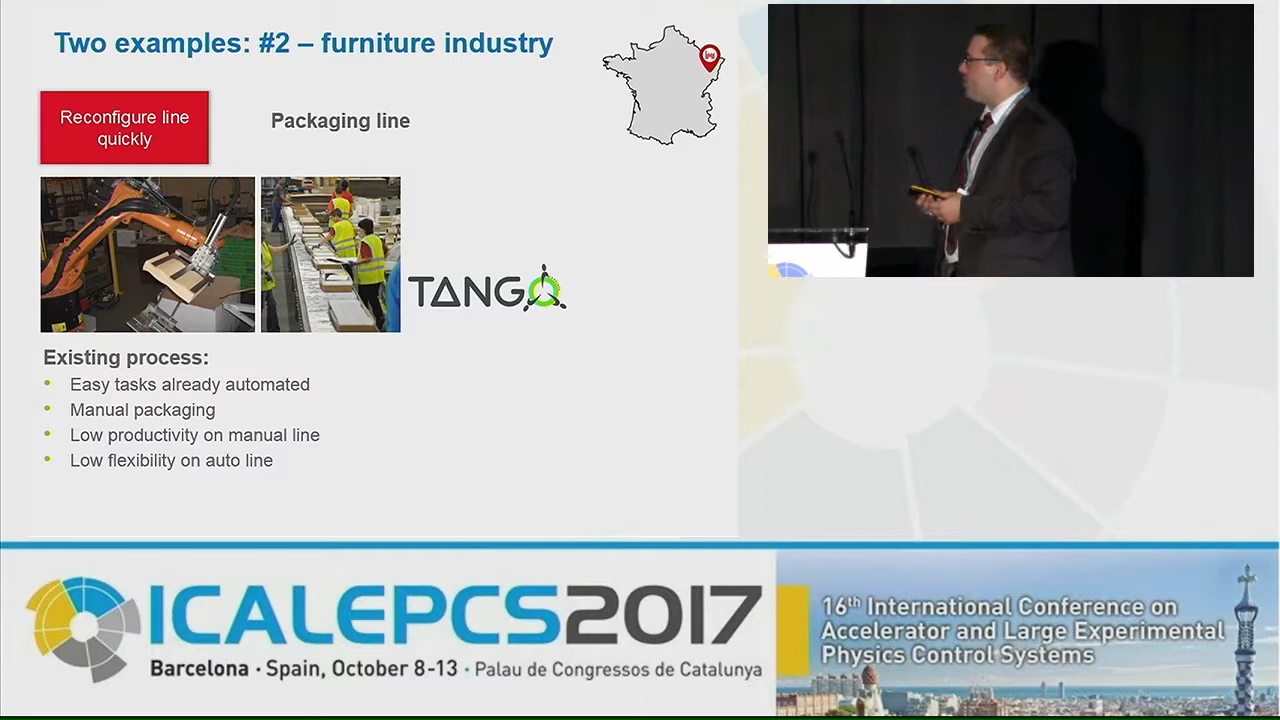 Two examples: #2 – furniture industry
Reconfigure line
quickly
Packaging line
TANGO
Existing process:
• Easy tasks already automated
• Manual packaging
• Low productivity on manual line
• Low flexibility on auto line
ICALEPCS2017
Barcelona · Spain, October 8-13 · Palau de Congressos de Catalunya
16th International Conference on
Accelerator and Large Experimental
Physics Control Systems